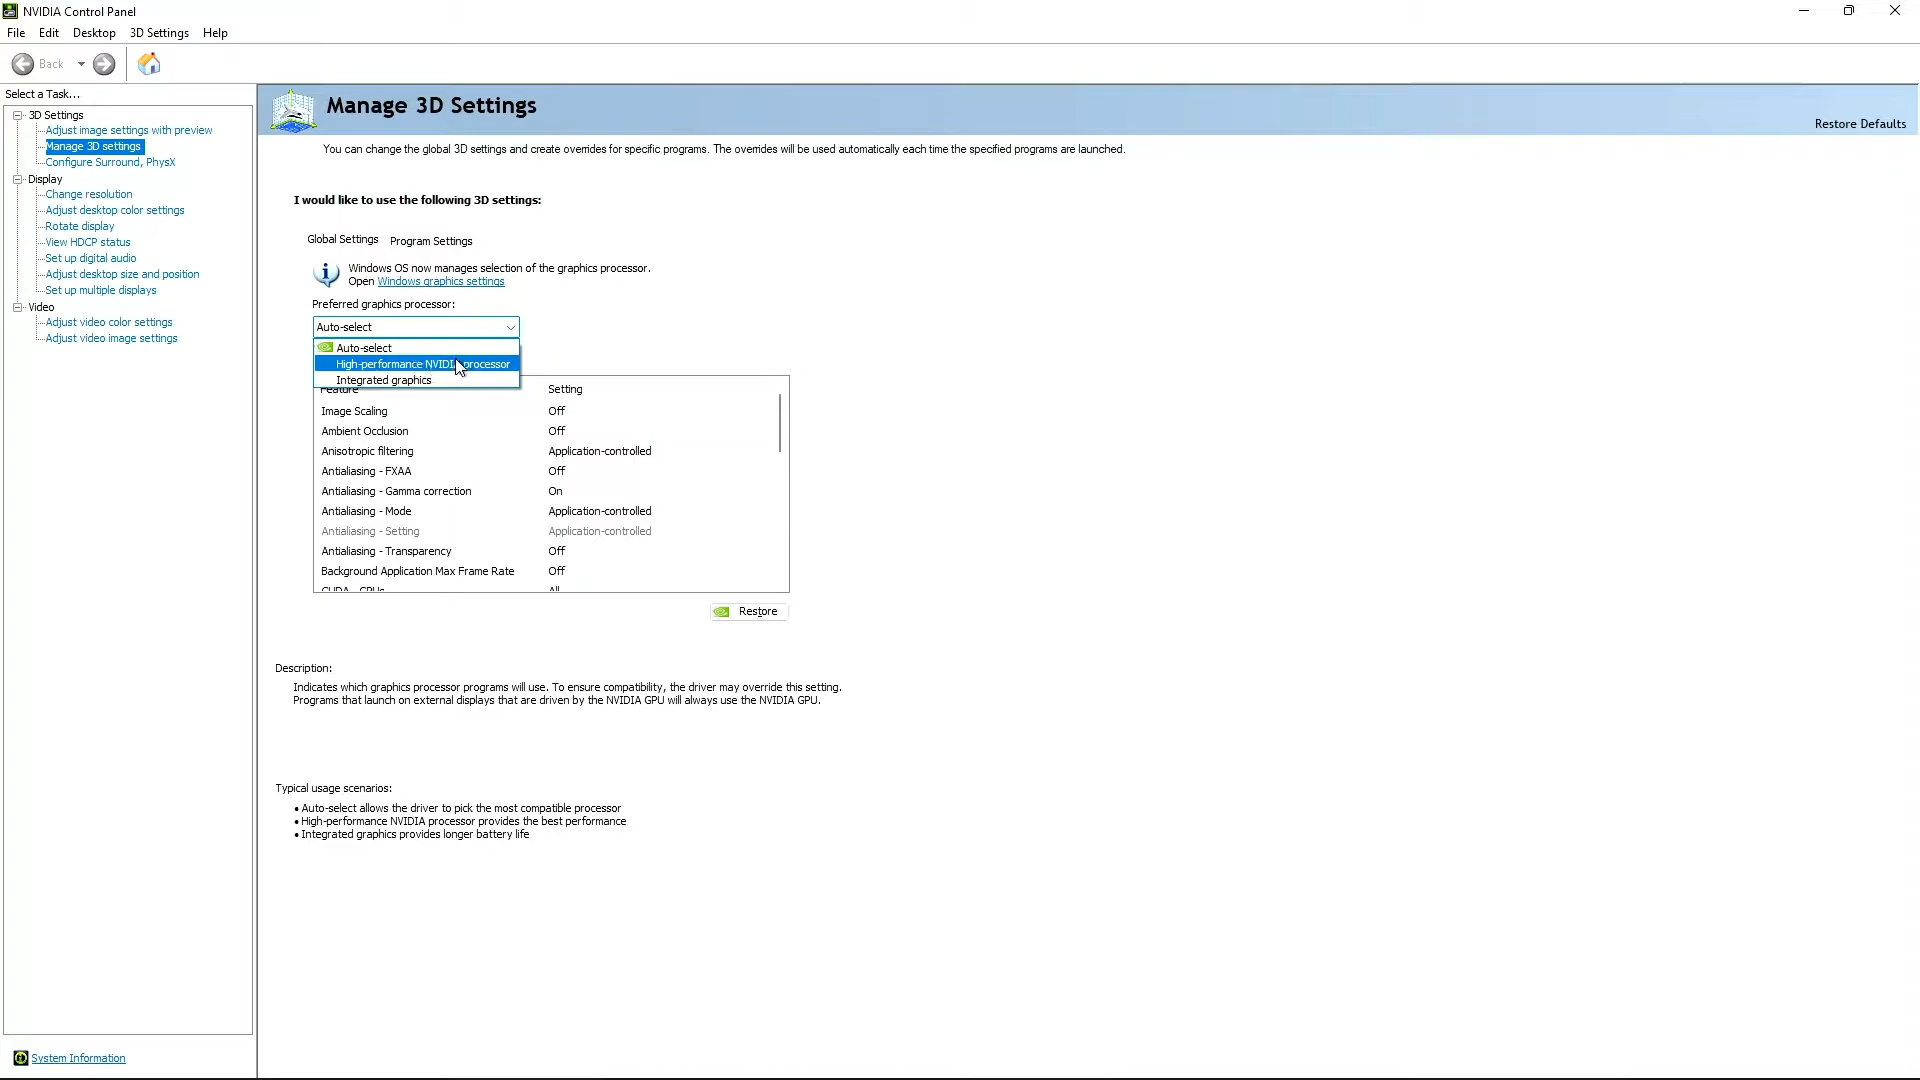 NVIDIA Control Panel
File Edit Desktop 3D Settings Help
Back
Select a Task...
3D Settings
Adjust image settings with preview
Manage 3D settings
Configure Surround, PhysX
Display
Change resolution
Adjust desktop color settings
Rotate display
View HDCP status
Set up digital audio
Adjust desktop size and position
Set up multiple displays
Video
Adjust video color settings
Adjust video image settings
System Information
Manage 3D Settings
Restore Defaults
You can change the global 3D settings and create overrides for specific programs. The overrides will be used automatically each time the specified programs are launched.
I would like to use the following 3D settings:
Global Settings Program Settings
Windows OS now manages selection of the graphics processor.
Open Windows graphics settings
Preferred graphics processor:
Auto-select
Auto-select
High-performance NVIDIA processor
Integrated graphics
Feature Setting
Image Scaling Off
Ambient Occlusion Off
Anisotropic filtering Application-controlled
Antialiasing - FXAA Off
Antialiasing - Gamma correction On
Antialiasing - Mode Application-controlled
Antialiasing - Setting Application-controlled
Antialiasing - Transparency Off
Background Application Max Frame Rate Off
CUDA - GPUs All
Restore
Description:
Indicates which graphics processor programs will use. To ensure compatibility, the driver may override this setting.
Programs that launch on external displays that are driven by the NVIDIA GPU will always use the NVIDIA GPU.
Typical usage scenarios:
• Auto-select allows the driver to pick the most compatible processor
• High-performance NVIDIA processor provides the best performance
• Integrated graphics provides longer battery life